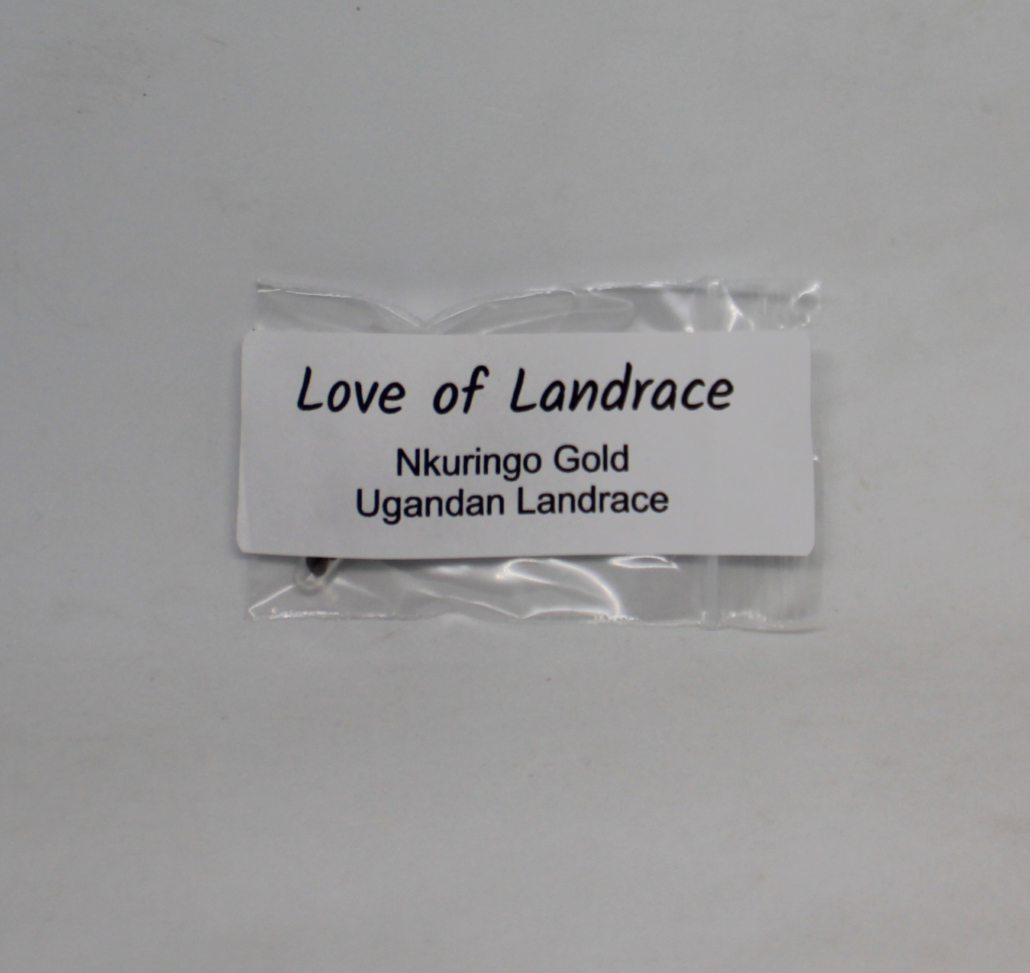 Love of Landrace
Nkuringo Gold
Ugandan Landrace